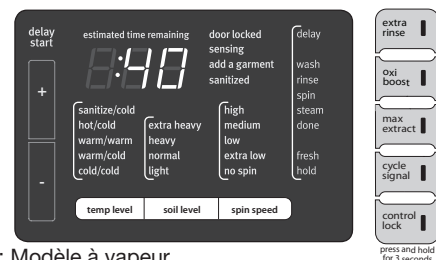 delay
start
estimated time remaining
:40
door locked
sensing
add a garment
sanitized
delay
wash
rinse
spin
steam
done
fresh
hold
+
-
sanitize/cold
hot/cold
warm/warm
warm/cold
cold/cold
extra heavy
heavy
normal
light
high
medium
low
extra low
no spin
temp level
soil level
spin speed
extra
rinse
oxi
boost
max
extract
cycle
signal
control
lock
press and hold
for 3 seconds
: Modèle à vapeur